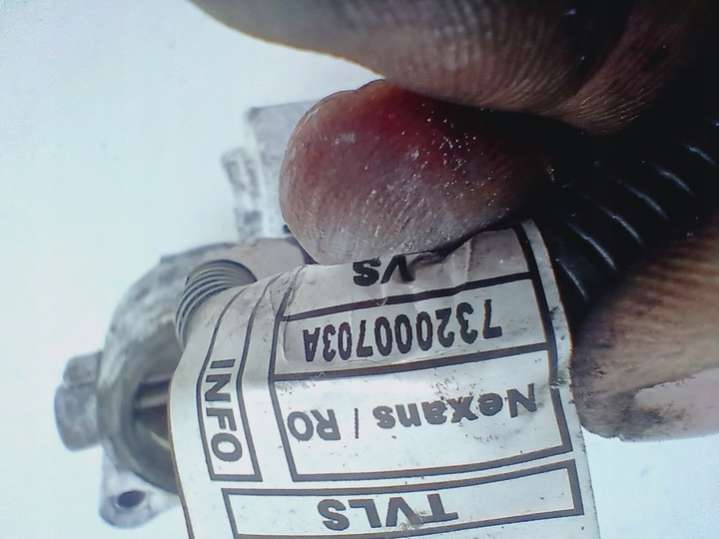 TVLS
Nexans / RO
INFO
732000703A
VS